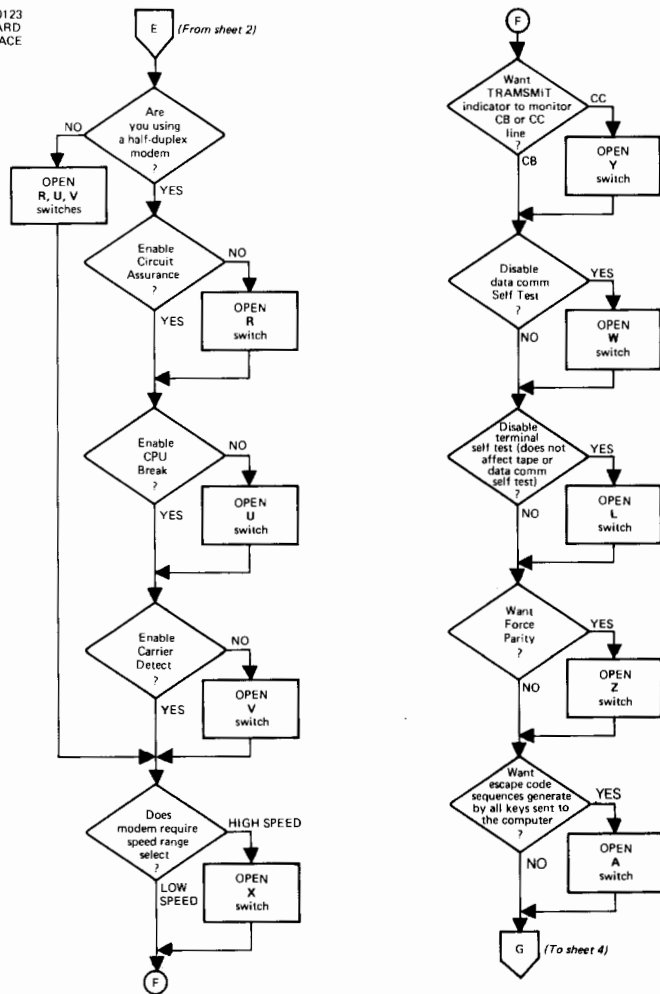 0123
ARD
ACE
E
(From sheet 2)
Are
you using
a half-duplex
modem
?
NO
YES
OPEN
R, U, V
switches
Enable
Circuit
Assurance
?
NO
YES
OPEN
R
switch
Enable
CPU
Break
?
NO
YES
OPEN
U
switch
Enable
Carrier
Detect
?
NO
YES
OPEN
V
switch
Does
modem require
speed range
select
?
HIGH SPEED
LOW
SPEED
OPEN
X
switch
F
F
Want
TRAMSMIT
indicator to monitor
CB or CC
line
?
CC
CB
OPEN
Y
switch
Disable
data comm
Self Test
?
YES
NO
OPEN
W
switch
Disable
terminal
self test (does not
affect tape or
data comm
self test)
?
YES
NO
OPEN
L
switch
Want
Force
Parity
?
YES
NO
OPEN
Z
switch
Want
escape code
sequences generate
by all keys sent to
the computer
?
YES
NO
OPEN
A
switch
G
(To sheet 4)